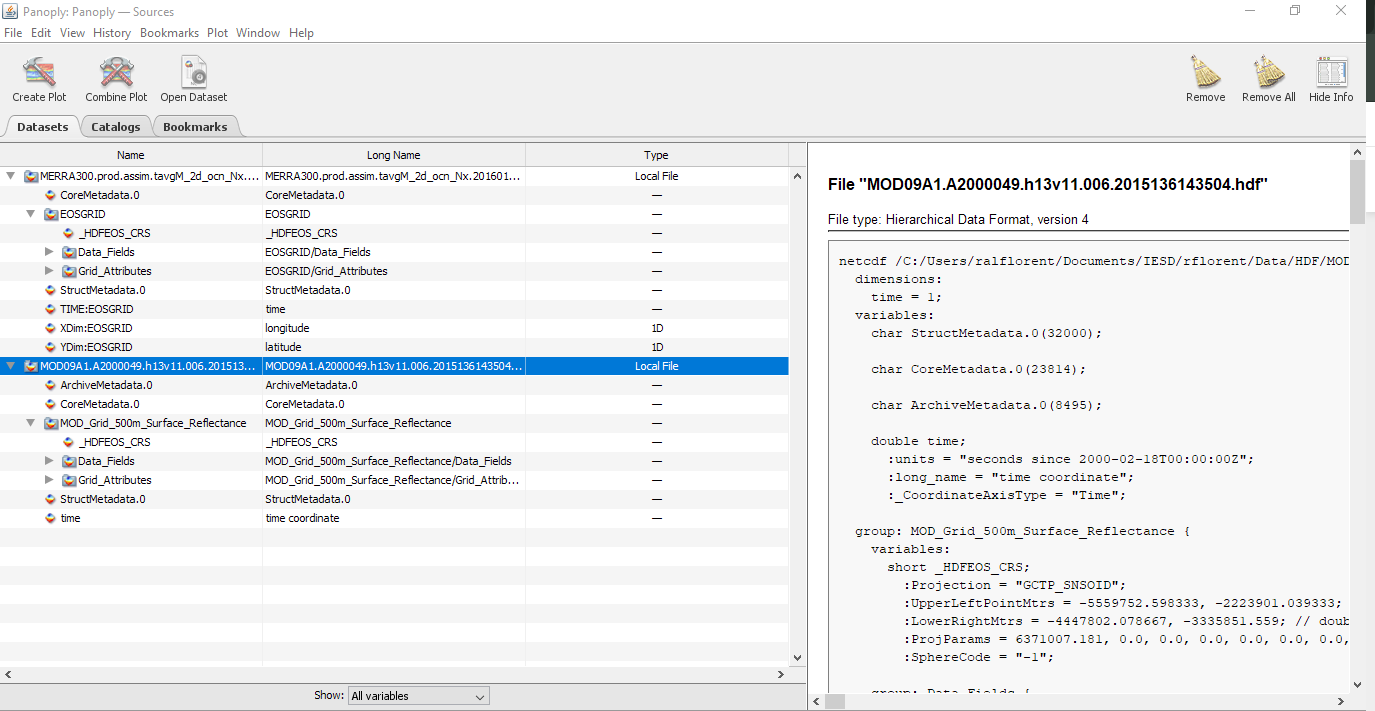 Panoply: Panoply — Sources
File Edit View History Bookmarks Plot Window Help
Create Plot Combine Plot Open Dataset Remove Remove All Hide Info
Datasets Catalogs Bookmarks
Name Long Name Type
MERRA300.prod.assim.tavgM_2d_ocn_Nx.... MERRA300.prod.assim.tavgM_2d_ocn_Nx.201601... Local File
CoreMetadata.0 CoreMetadata.0 —
EOSGRID EOSGRID —
_HDFEOS_CRS _HDFEOS_CRS —
Data_Fields EOSGRID/Data_Fields —
Grid_Attributes EOSGRID/Grid_Attributes —
StructMetadata.0 StructMetadata.0 —
TIME:EOSGRID time —
XDim:EOSGRID longitude 1D
YDim:EOSGRID latitude 1D
MOD09A1.A2000049.h13v11.006.201513... MOD09A1.A2000049.h13v11.006.2015136143504.... Local File
ArchiveMetadata.0 ArchiveMetadata.0 —
CoreMetadata.0 CoreMetadata.0 —
MOD_Grid_500m_Surface_Reflectance MOD_Grid_500m_Surface_Reflectance —
_HDFEOS_CRS _HDFEOS_CRS —
Data_Fields MOD_Grid_500m_Surface_Reflectance/Data_Fields —
Grid_Attributes MOD_Grid_500m_Surface_Reflectance/Grid_Attrib... —
StructMetadata.0 StructMetadata.0 —
time time coordinate —
Show: All variables
File "MOD09A1.A2000049.h13v11.006.2015136143504.hdf"
File type: Hierarchical Data Format, version 4
netcdf /C:/Users/ralflorent/Documents/IESD/rflorent/Data/HDF/MOD
dimensions:
time = 1;
variables:
char StructMetadata.0(32000);
char CoreMetadata.0(23814);
char ArchiveMetadata.0(8495);
double time;
:units = "seconds since 2000-02-18T00:00:00Z";
:long_name = "time coordinate";
:_CoordinateAxisType = "Time";
group: MOD_Grid_500m_Surface_Reflectance {
variables:
short _HDFEOS_CRS;
:Projection = "GCTP_SNSOID";
:UpperLeftPointMtrs = -5559752.598333, -2223901.039333;
:LowerRightMtrs = -4447802.078667, -3335851.559; // doub
:ProjParams = 6371007.181, 0.0, 0.0, 0.0, 0.0, 0.0, 0.0,
:SphereCode = "-1";
group: Data_Fields {